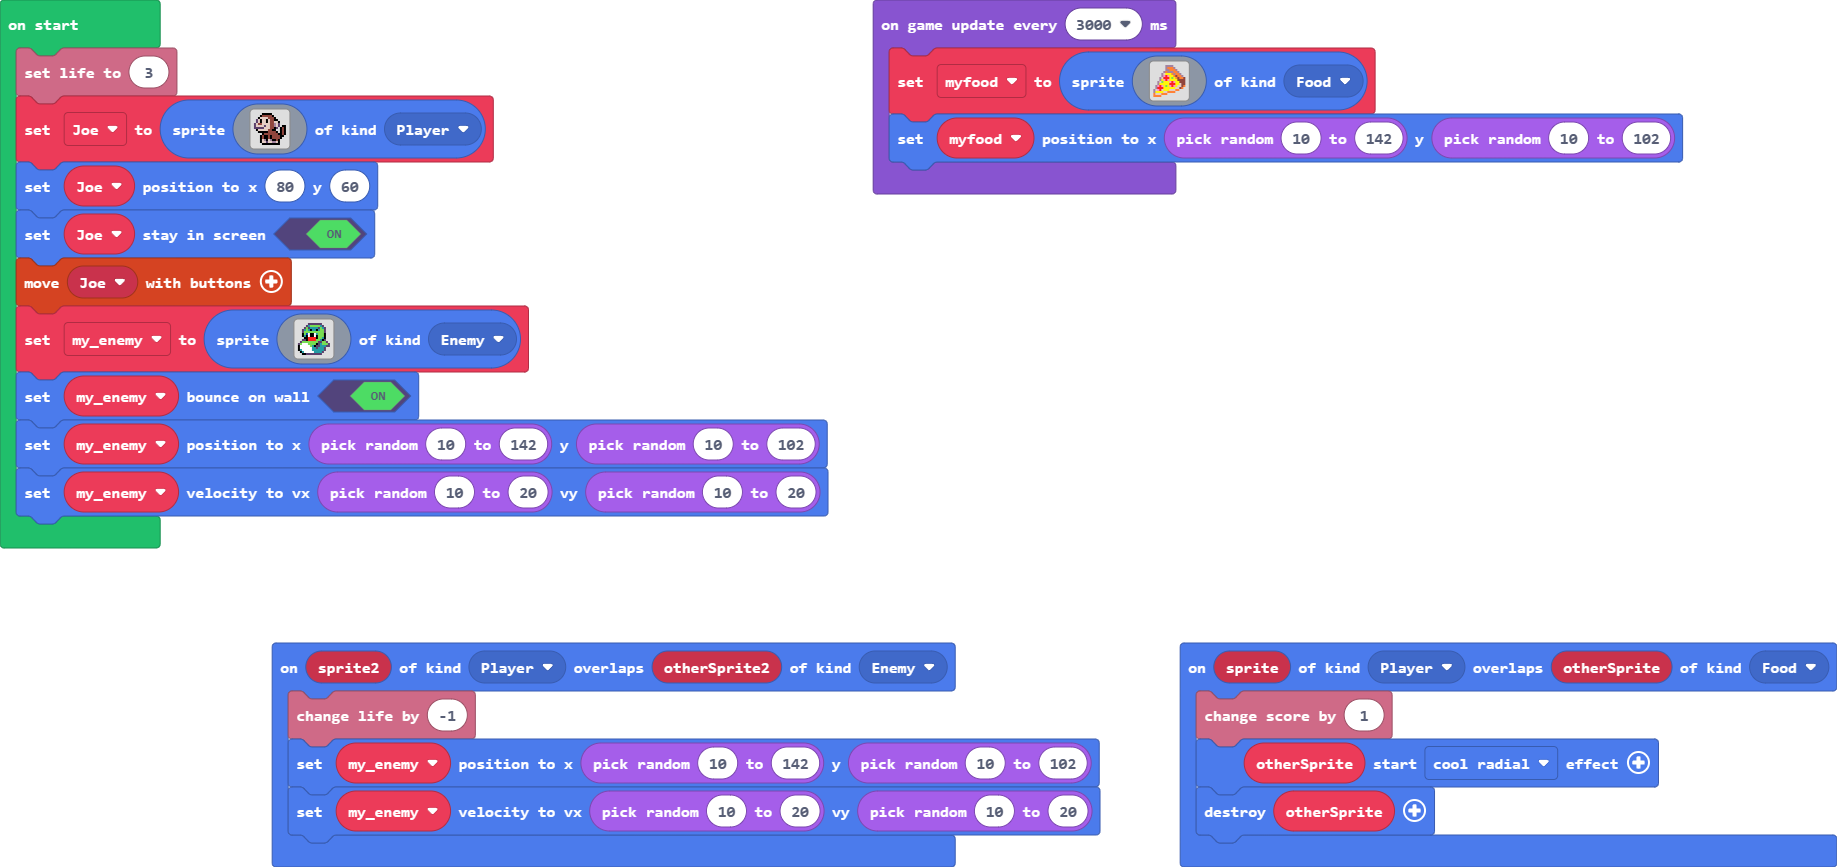 on start
set life to 3
set Joe to sprite of kind Player
set Joe position to x 80 y 60
set Joe stay in screen ON
move Joe with buttons
set my_enemy to sprite of kind Enemy
set my_enemy bounce on wall ON
set my_enemy position to x pick random 10 to 142 y pick random 10 to 102
set my_enemy velocity to vx pick random 10 to 20 vy pick random 10 to 20
on game update every 3000 ms
set myfood to sprite of kind Food
set myfood position to x pick random 10 to 142 y pick random 10 to 102
on sprite2 of kind Player overlaps otherSprite2 of kind Enemy
change life by -1
set my_enemy position to x pick random 10 to 142 y pick random 10 to 102
set my_enemy velocity to vx pick random 10 to 20 vy pick random 10 to 20
on sprite of kind Player overlaps otherSprite of kind Food
change score by 1
otherSprite start cool radial effect
destroy otherSprite